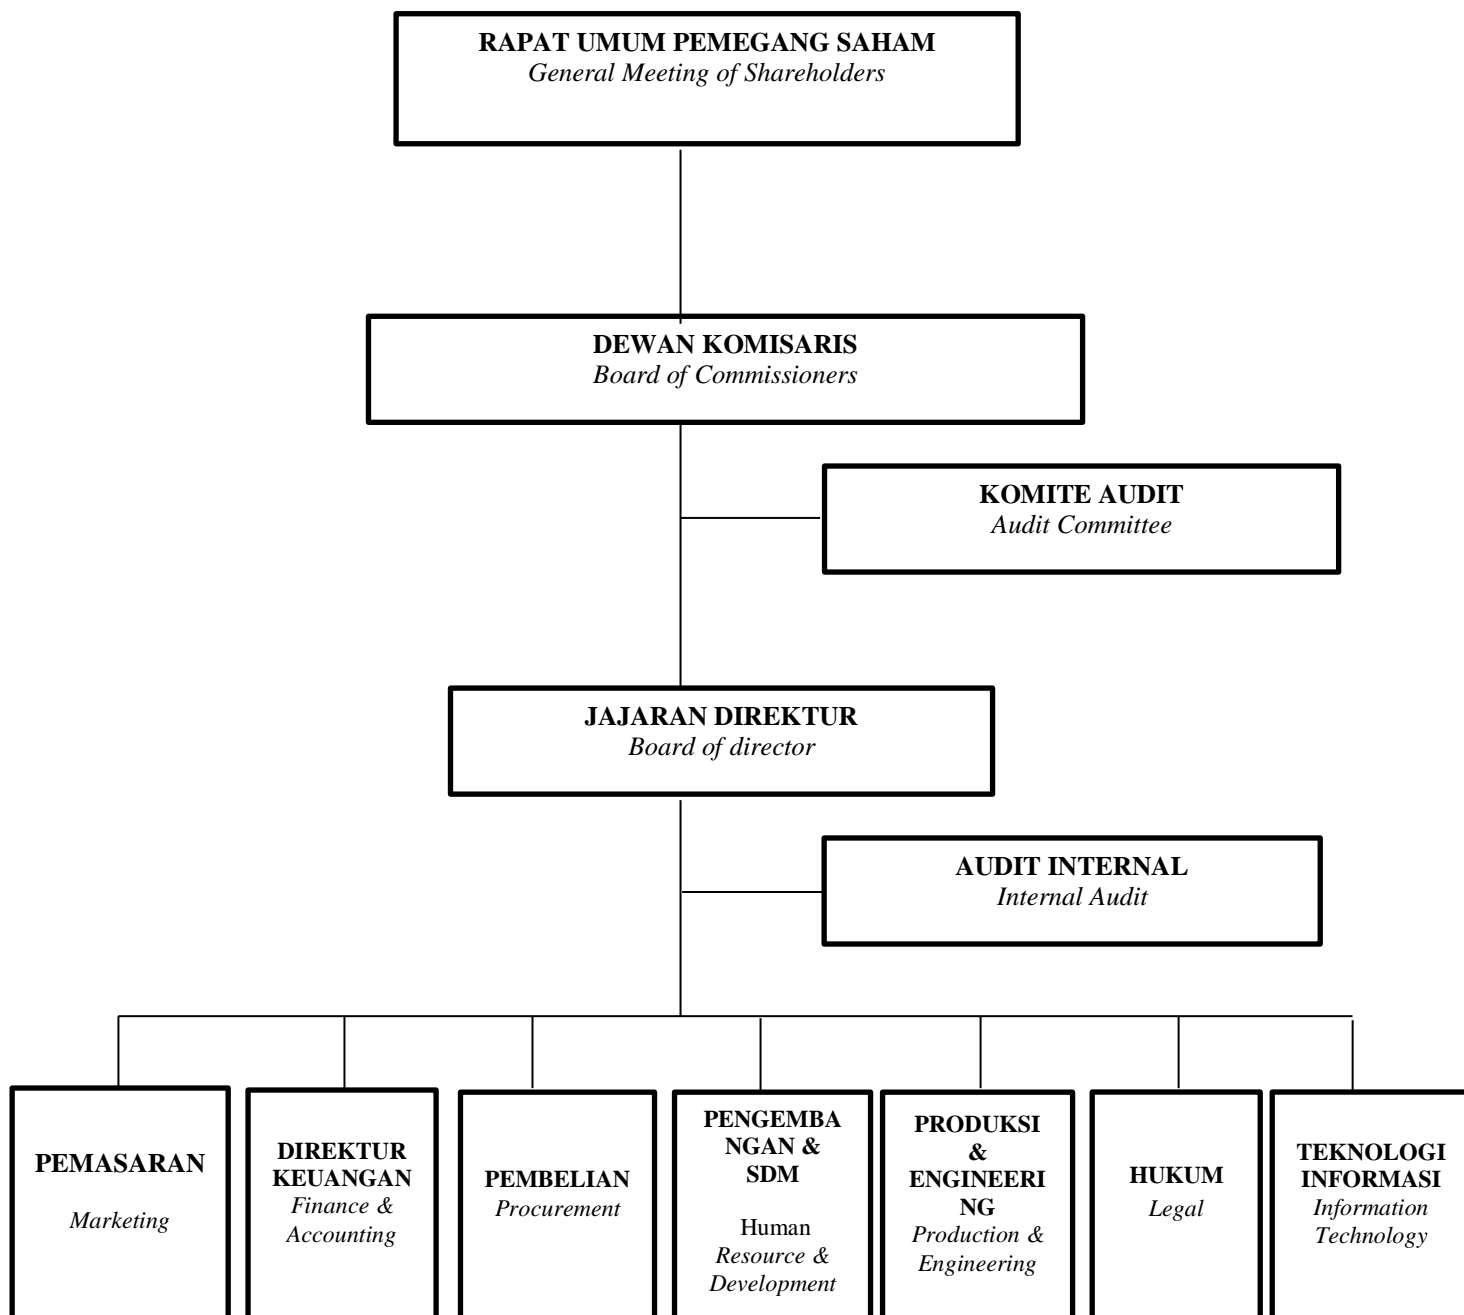 RAPAT UMUM PEMEGANG SAHAM
General Meeting of Shareholders
DEWAN KOMISARIS
Board of Commissioners
KOMITE AUDIT
Audit Committee
JAJARAN DIREKTUR
Board of director
AUDIT INTERNAL
Internal Audit
PEMASARAN
Marketing
DIREKTUR
KEUANGAN
Finance &
Accounting
PEMBELIAN
Procurement
PENGEMBA
NGAN &
SDM
Human
Resource &
Development
PRODUKSI
&
ENGINEERI
NG
Production &
Engineering
HUKUM
Legal
TEKNOLOGI
INFORMASI
Information
Technology